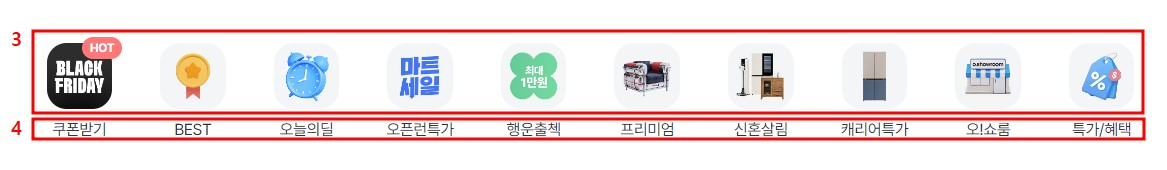 3
HOT
BLACK
FRIDAY
마트
세일
최대
1만원
o.showroom
%
$
4
쿠폰받기 BEST 오늘의딜 오픈런특가 행운출첵 프리미엄 신혼살림 캐리어특가 오!쇼룸 특가/혜택